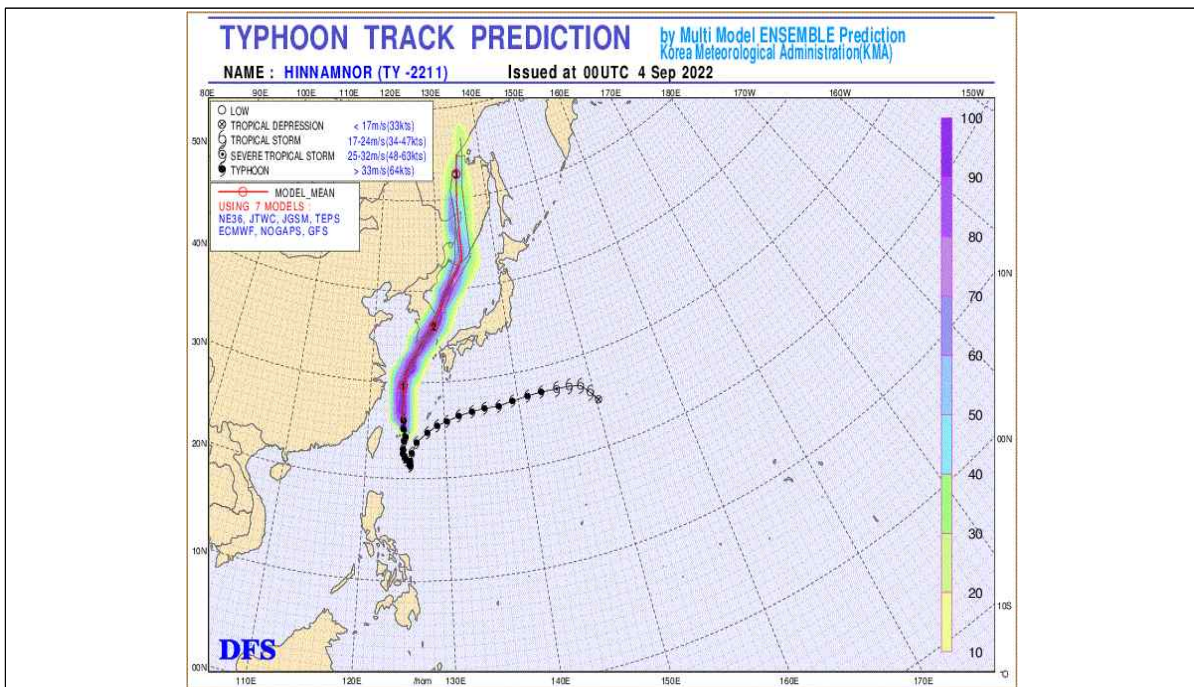 TYPHOON TRACK PREDICTION
by Multi Model ENSEMBLE Prediction
Korea Meteorological Administration(KMA)
NAME : HINNAMNOR (TY -2211) Issued at 00UTC 4 Sep 2022
80E 90E 100E 110E 120E 130E 140E 150E 160E 170E 180E 170W 160W 150W
LOW
TROPICAL DEPRESSION < 17m/s(33kts)
TROPICAL STORM 17-24m/s(34-47kts)
SEVERE TROPICAL STORM 25-32m/s(48-63kts)
TYPHOON > 33m/s(64kts)
MODEL_MEAN
USING 7 MODELS :
NE36, JTWC, JGSM, TEPS
ECMWF, NOGAPS, GFS
50N
40N
30N
20N
10N
00N
100
90
80
70
60
50
40
30
20
10
10N
00N
10S
DFS
110E 120E /hom 130E 140E 150E 160E 170E